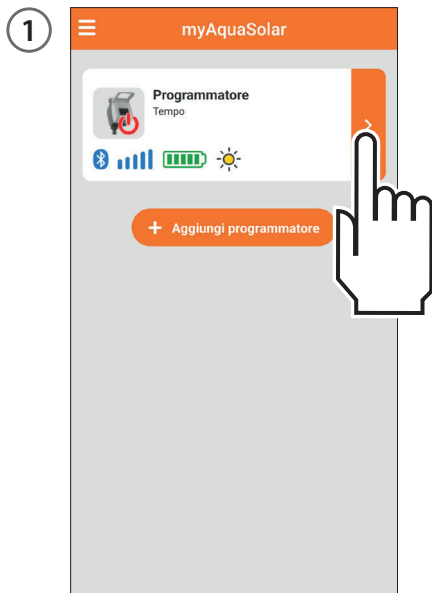 1
myAquaSolar
Programmatore
Tempo
+ Aggiungi programmatore